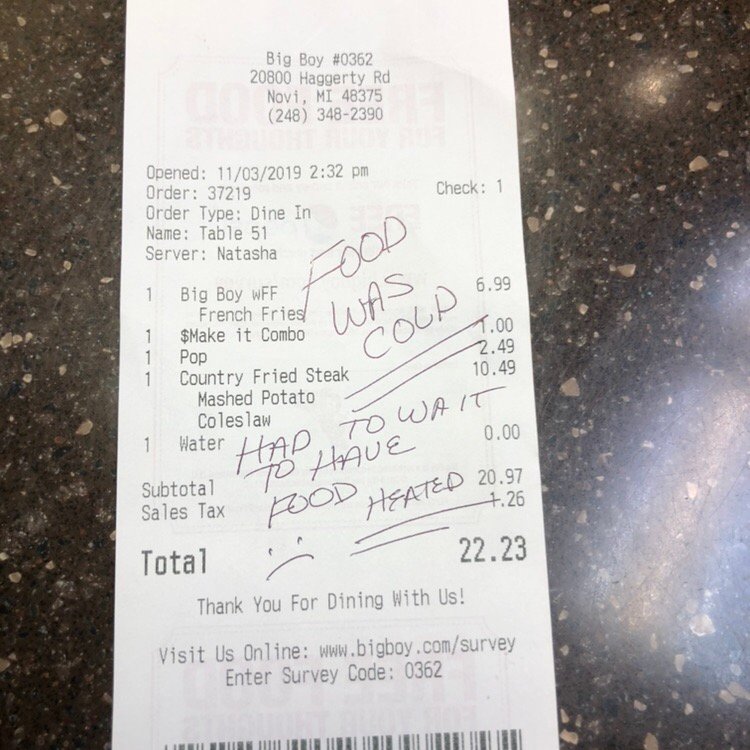 Big Boy #0362
20800 Haggerty Rd
Novi, MI 48375
(248) 348-2390
Opened: 11/03/2019 2:32 pm
Order: 37219 Check: 1
Order Type: Dine In
Name: Table 51
Server: Natasha
FOOD
WAS
COLD
1 Big Boy wFF 6.99
French Fries
1 $Make it Combo 1.00
1 Pop 2.49
1 Country Fried Steak 10.49
Mashed Potato
Coleslaw
1 Water 0.00
HAD TO WAIT
TO HAVE
FOOD HEATED
Subtotal 20.97
Sales Tax 1.26
Total 22.23
Thank You For Dining With Us!
Visit Us Online: www.bigboy.com/survey
Enter Survey Code: 0362